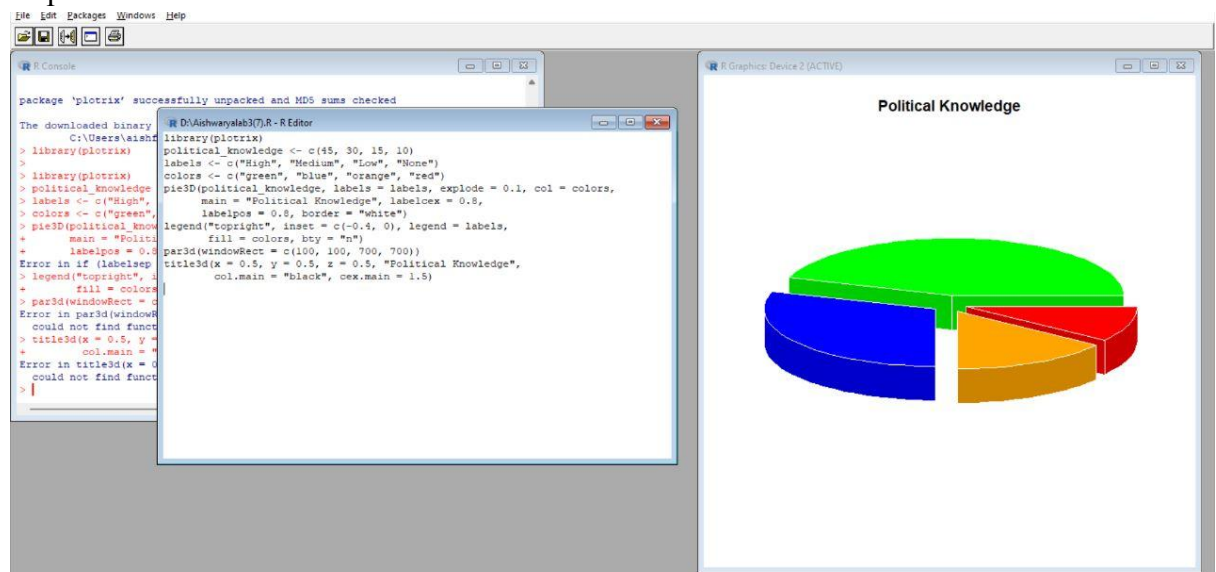 File Edit Packages Windows Help
R Console
package 'plotrix' successfully unpacked and MD5 sums checked
The downloaded binary
C:\Users\aishf
> library(plotrix)
>
> library(plotrix)
> political_knowledge
> labels <- c("High",
> colors <- c("green",
> pie3D(political_know
+ main = "Politi
+ labelpos = 0.8
Error in if (labelsep
> legend("topright", i
+ fill = colors
> par3d(windowRect = c
Error in par3d(windowR
could not find funct
> title3d(x = 0.5, y =
+ col.main = "
Error in title3d(x = 0
could not find funct
>
D:\Aishwaryalab3(7).R - R Editor
library(plotrix)
political_knowledge <- c(45, 30, 15, 10)
labels <- c("High", "Medium", "Low", "None")
colors <- c("green", "blue", "orange", "red")
pie3D(political_knowledge, labels = labels, explode = 0.1, col = colors,
main = "Political Knowledge", labelcex = 0.8,
labelpos = 0.8, border = "white")
legend("topright", inset = c(-0.4, 0), legend = labels,
fill = colors, bty = "n")
par3d(windowRect = c(100, 100, 700, 700))
title3d(x = 0.5, y = 0.5, z = 0.5, "Political Knowledge",
col.main = "black", cex.main = 1.5)
R Graphics: Device 2 (ACTIVE)
Political Knowledge